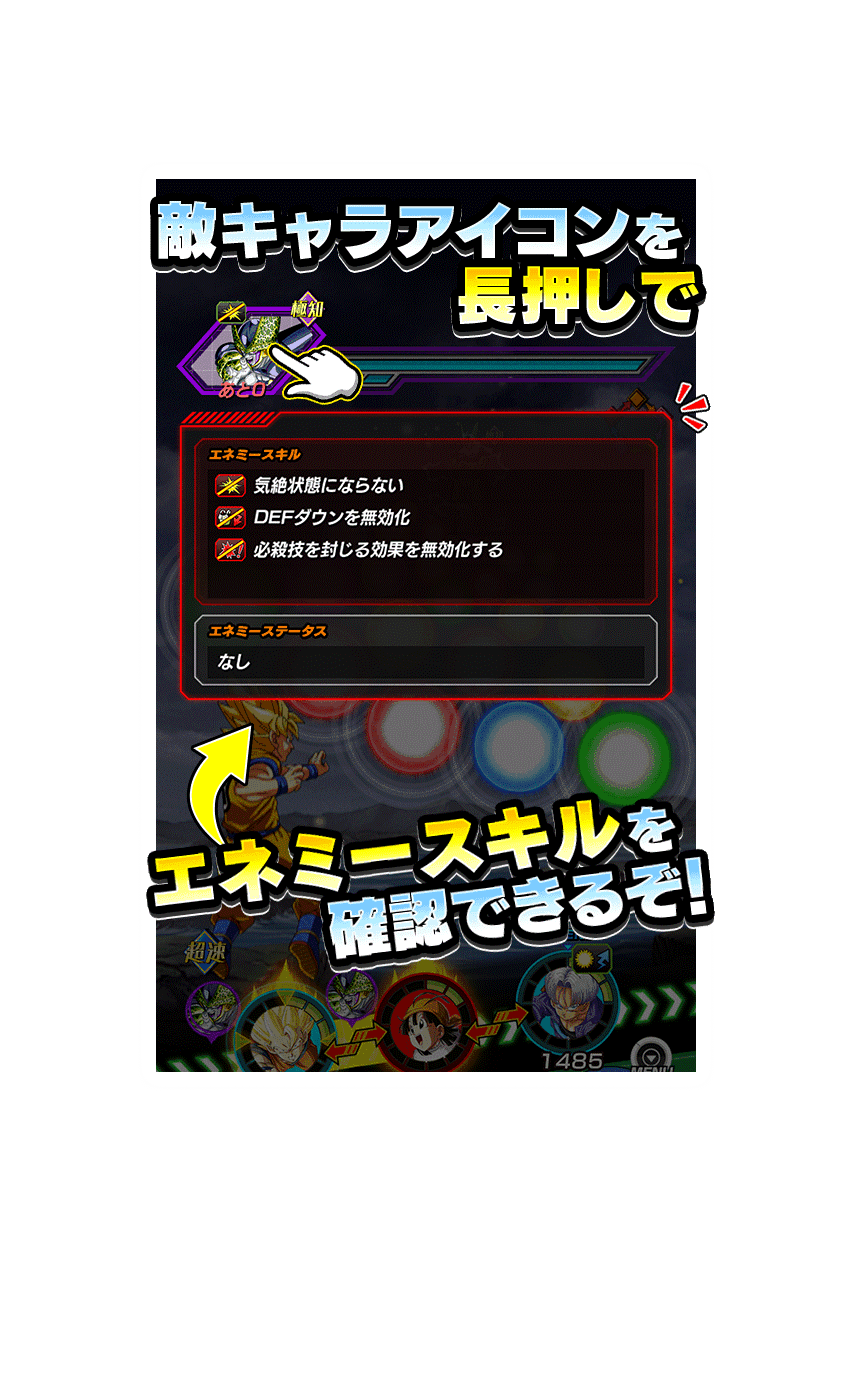 敵キャラアイコンを
長押しで
極知
あと0
エネミースキル
気絶状態にならない
DEFダウンを無効化
必殺技を封じる効果を無効化する
エネミーステータス
なし
エネミースキルを
確認できるぞ!
超速
1485
MENU